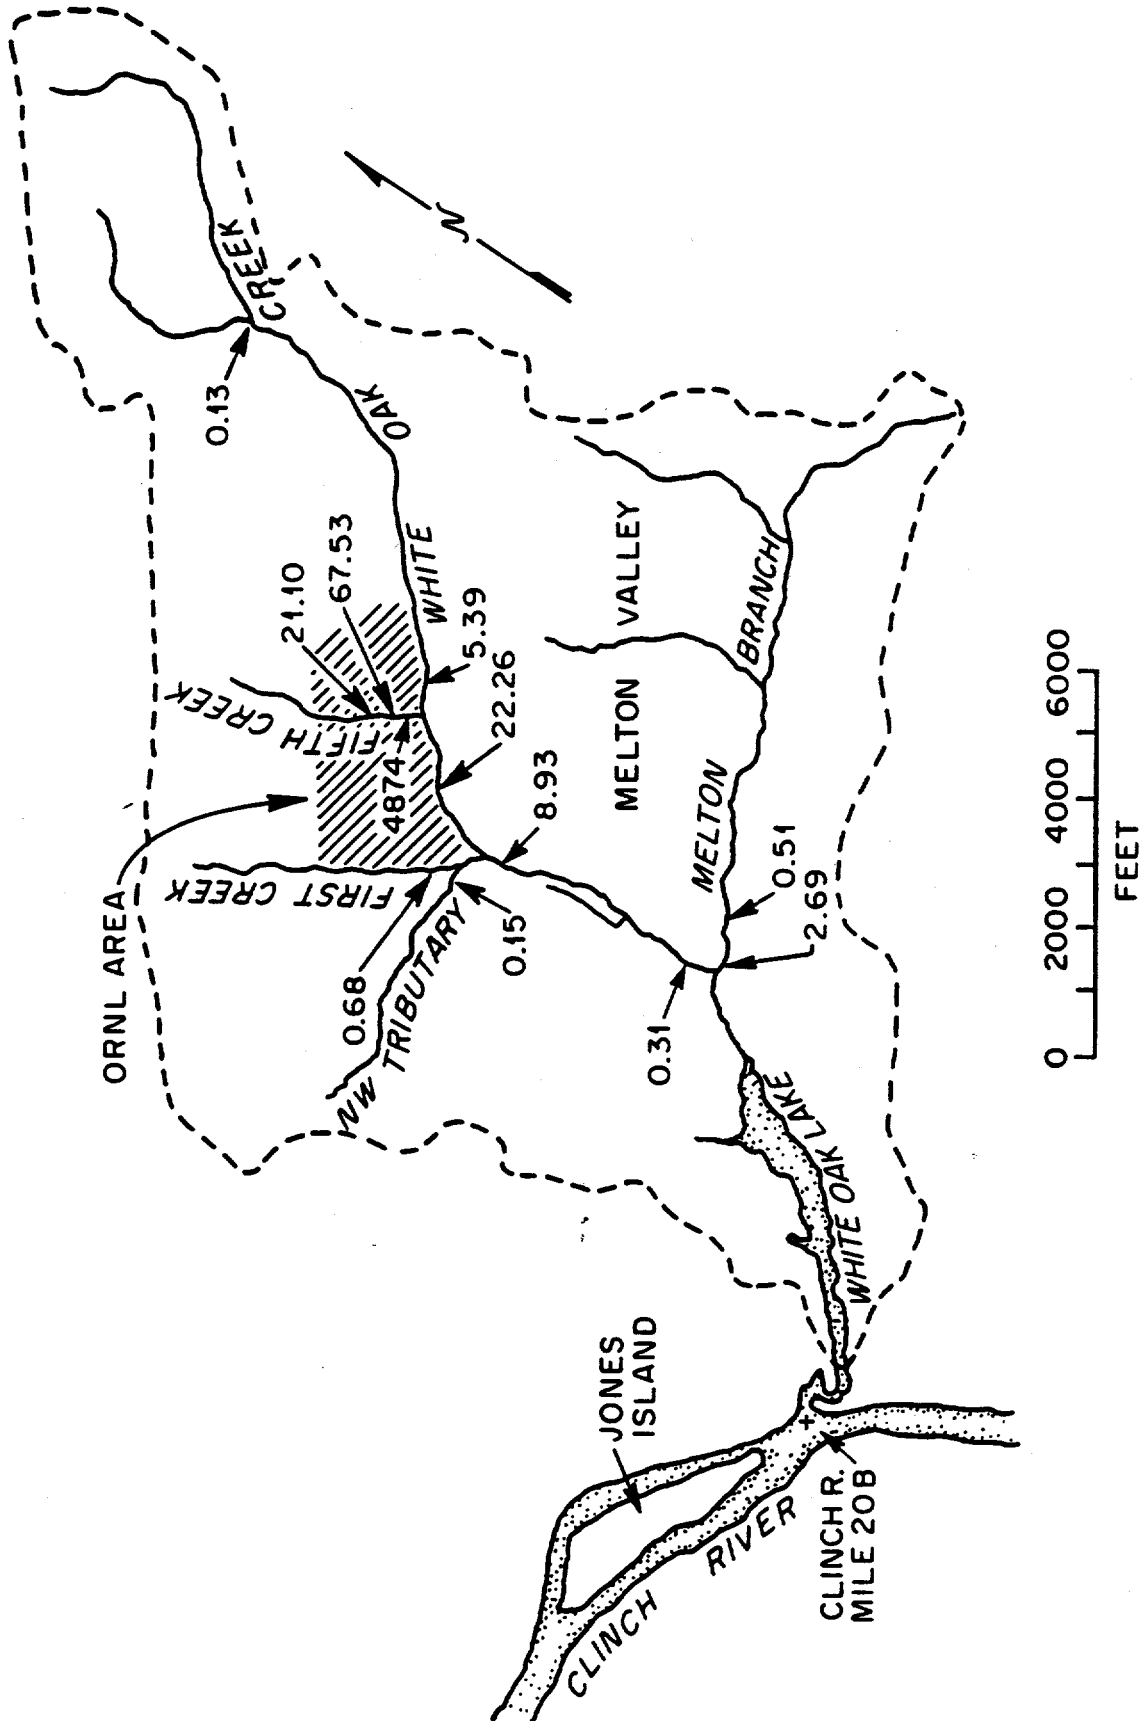 ORNL AREA
FIRST CREEK
FIFTH CREEK
NW TRIBUTARY
WHITE OAK CREEK
0.13
21.10
67.53
4874
5.39
22.26
8.93
0.68
0.15
0.31
0.51
2.69
MELTON VALLEY
MELTON BRANCH
WHITE OAK LAKE
JONES
ISLAND
CLINCH RIVER
CLINCH R.
MILE 20B
N
0 2000 4000 6000
FEET